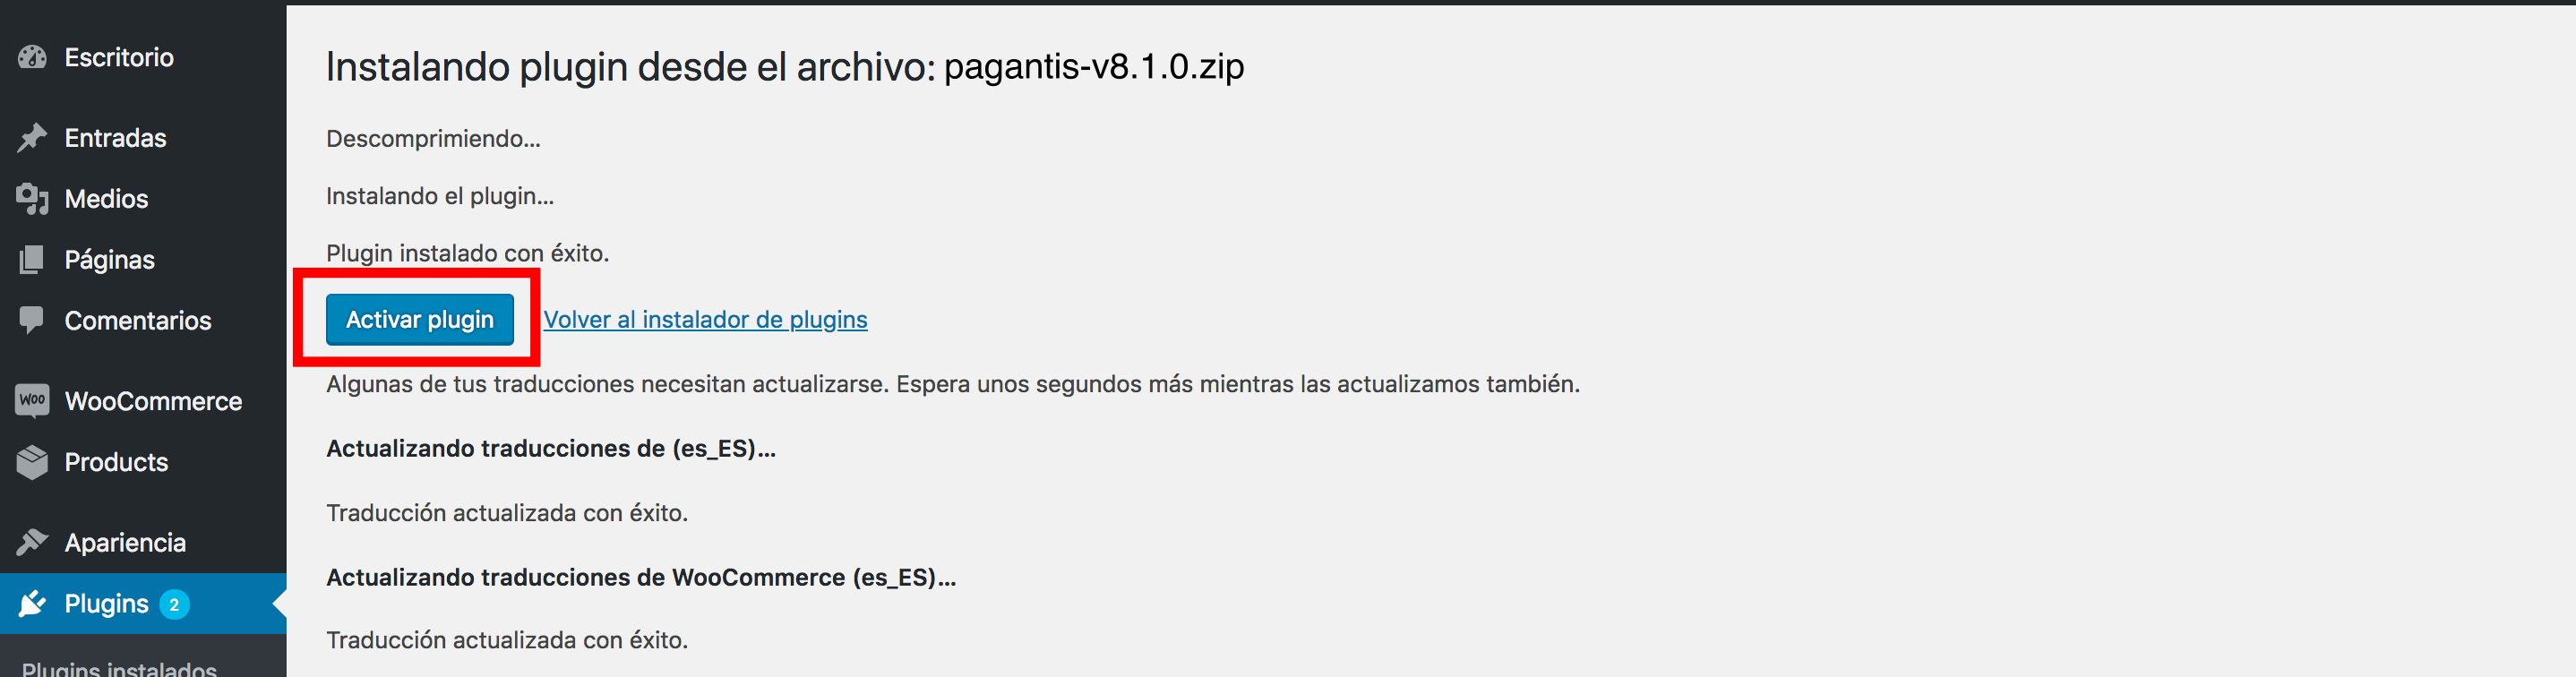 Escritorio
Entradas
Medios
Páginas
Comentarios
Woo WooCommerce
Products
Apariencia
Plugins 2
Plugins instalados
Instalando plugin desde el archivo: pagantis-v8.1.0.zip
Descomprimiendo...
Instalando el plugin...
Plugin instalado con éxito.
Activar plugin Volver al instalador de plugins
Algunas de tus traducciones necesitan actualizarse. Espera unos segundos más mientras las actualizamos también.
Actualizando traducciones de (es_ES)...
Traducción actualizada con éxito.
Actualizando traducciones de WooCommerce (es_ES)...
Traducción actualizada con éxito.